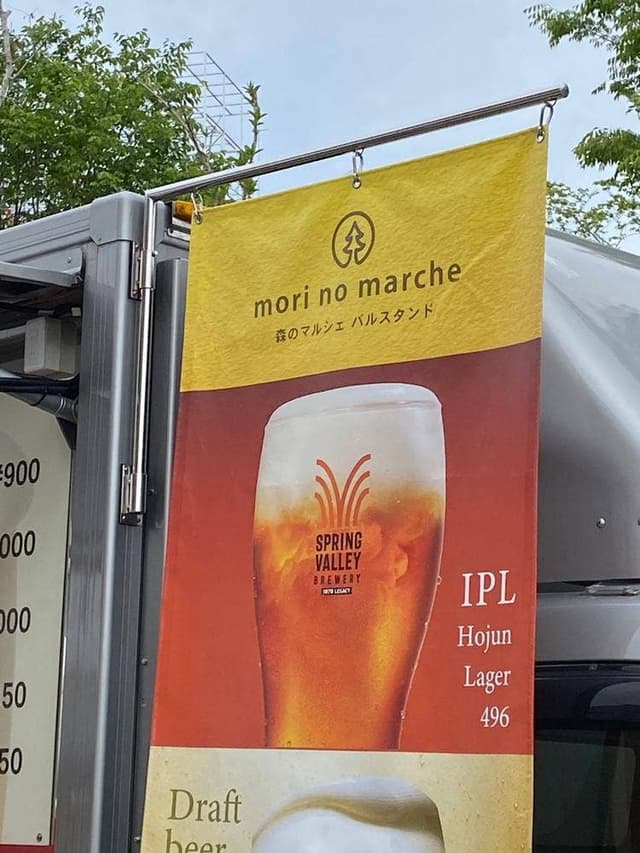 mori no marche
森のマルシェ バルスタンド
SPRING
VALLEY
BREWERY
1870 LEGACY
IPL
Hojun
Lager
496
Draft
beer
¥900
000
000
50
50